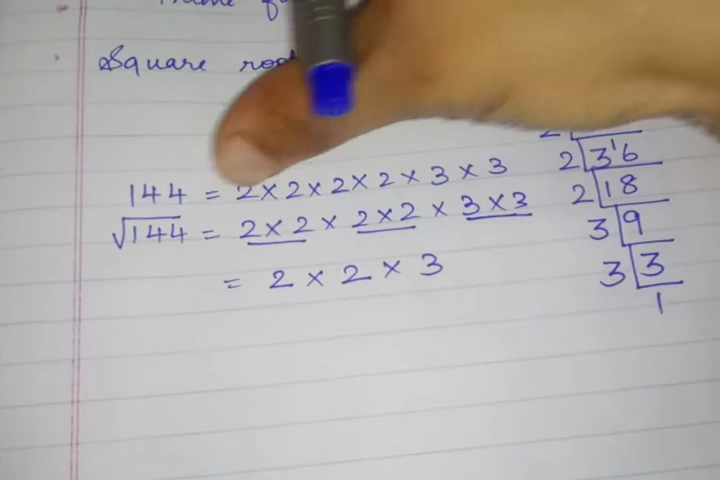 Square
144 = 2 × 2 × 2 × 2 × 3 × 3
√144 = 2 × 2 × 2 × 2 × 3 × 3
= 2 × 2 × 3
2 36
2 18
3 9
3 3
1